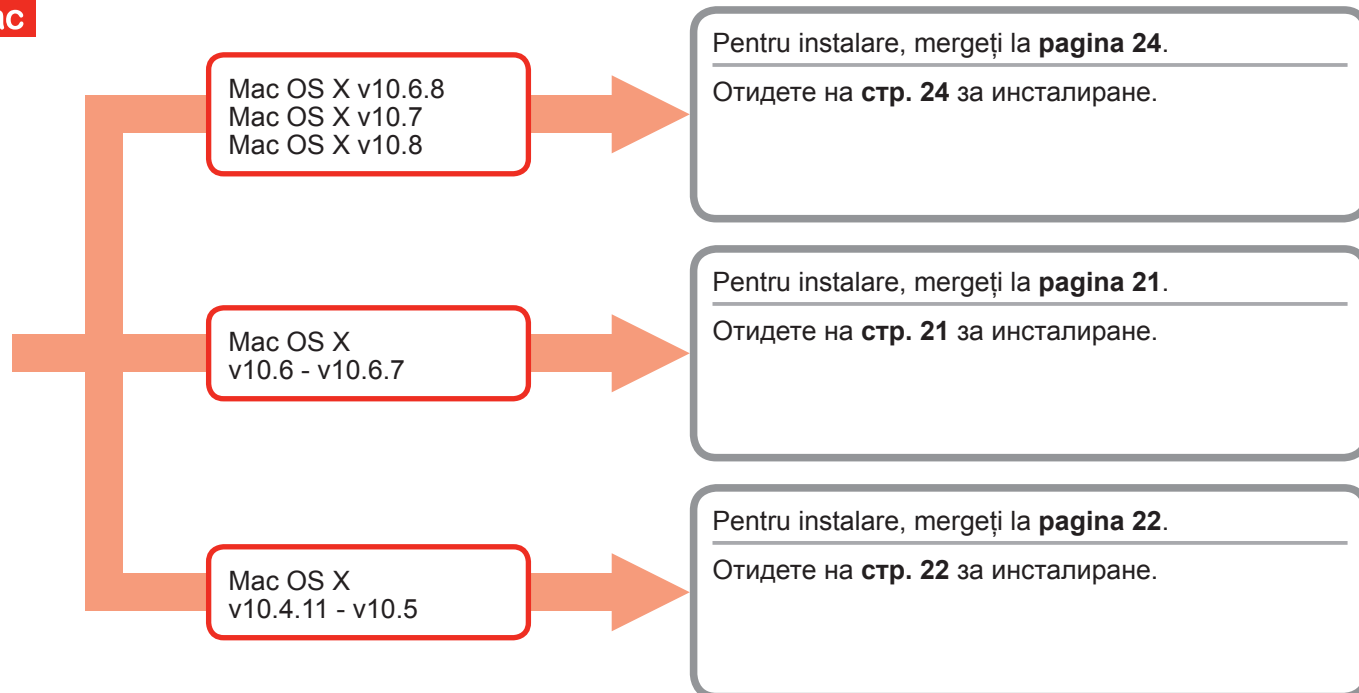 Mac OS X v10.6.8
Mac OS X v10.7
Mac OS X v10.8
Pentru instalare, mergeți la pagina 24.
Отидете на стр. 24 за инсталиране.
Mac OS X
v10.6 - v10.6.7
Pentru instalare, mergeți la pagina 21.
Отидете на стр. 21 за инсталиране.
Mac OS X
v10.4.11 - v10.5
Pentru instalare, mergeți la pagina 22.
Отидете на стр. 22 за инсталиране.